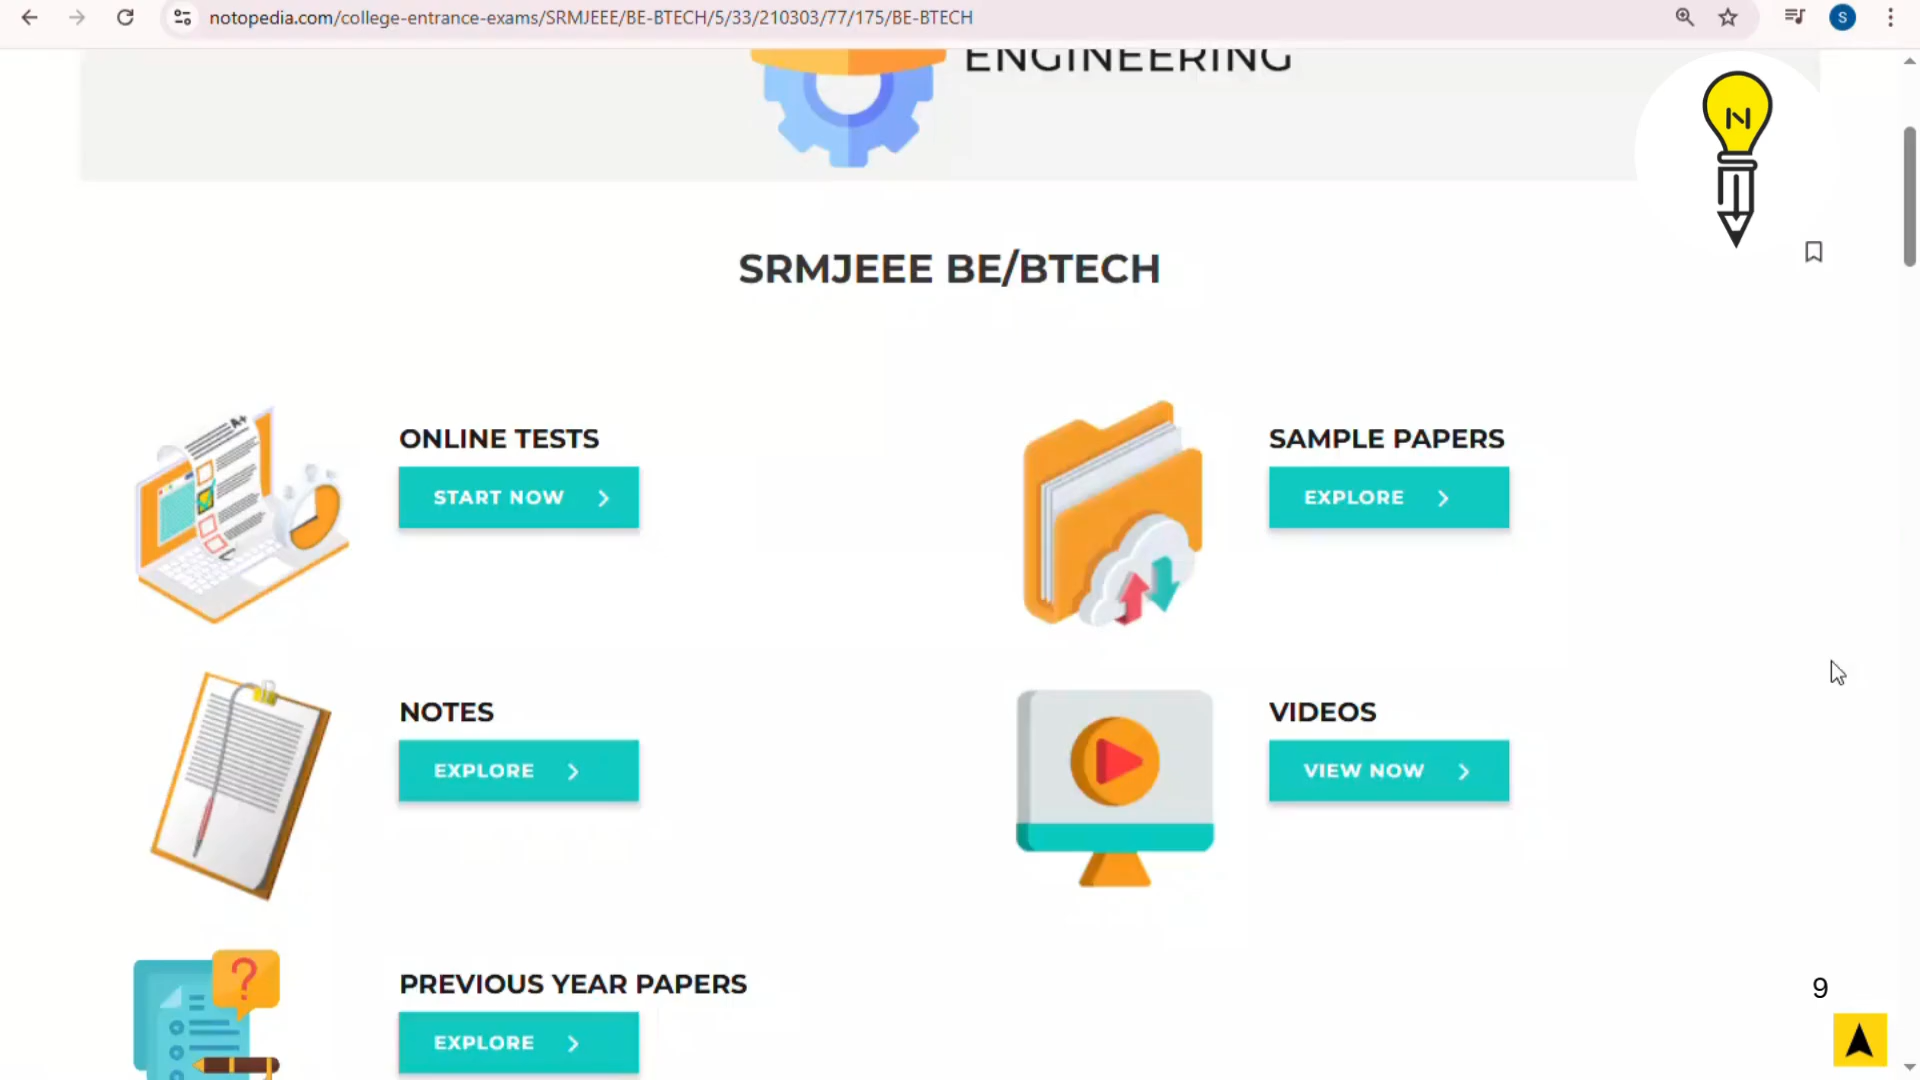 notopedia.com/college-entrance-exams/SRMJEEE/BE-BTECH/5/33/210303/77/175/BE-BTECH
S
ENGINEERING
N
SRMJEEE BE/BTECH
ONLINE TESTS
START NOW
SAMPLE PAPERS
EXPLORE
NOTES
EXPLORE
VIDEOS
VIEW NOW
PREVIOUS YEAR PAPERS
EXPLORE
A+
?
9